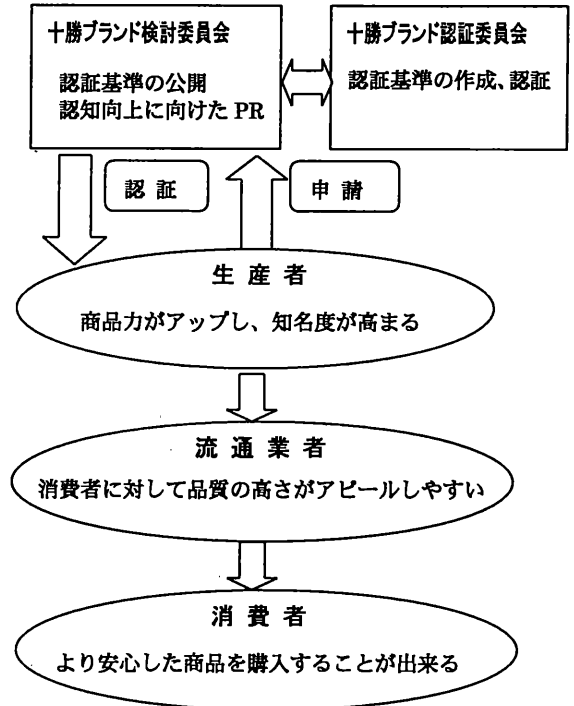 十勝ブランド検討委員会
認証基準の公開
認知向上に向けた PR
十勝ブランド認証委員会
認証基準の作成、認証
認 証
申 請
生 産 者
商品力がアップし、知名度が高まる
流 通 業 者
消費者に対して品質の高さがアピールしやすい
消 費 者
より安心した商品を購入することが出来る